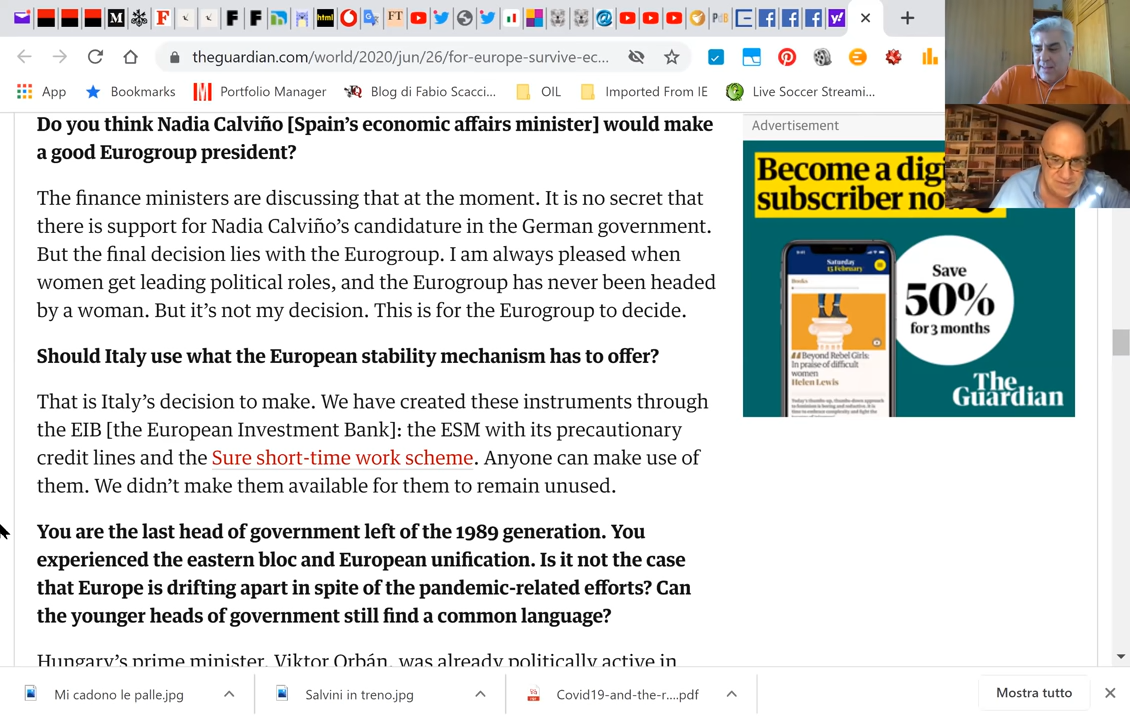 theguardian.com/world/2020/jun/26/for-europe-survive-ec...
App
Bookmarks
Portfolio Manager
Blog di Fabio Scacci...
OIL
Imported From IE
Live Soccer Streami...
Do you think Nadia Calviño [Spain’s economic affairs minister] would make
a good Eurogroup president?
The finance ministers are discussing that at the moment. It is no secret that
there is support for Nadia Calviño’s candidature in the German government.
But the final decision lies with the Eurogroup. I am always pleased when
women get leading political roles, and the Eurogroup has never been headed
by a woman. But it’s not my decision. This is for the Eurogroup to decide.
Should Italy use what the European stability mechanism has to offer?
That is Italy’s decision to make. We have created these instruments through
the EIB [the European Investment Bank]: the ESM with its precautionary
credit lines and the Sure short-time work scheme. Anyone can make use of
them. We didn’t make them available for them to remain unused.
You are the last head of government left of the 1989 generation. You
experienced the eastern bloc and European unification. Is it not the case
that Europe is drifting apart in spite of the pandemic-related efforts? Can
the younger heads of government still find a common language?
Hungary’s prime minister, Viktor Orbán, was already politically active in
Advertisement
Become a digi
subscriber no
Saturday
15 February
Books
Beyond Rebel Girls:
In praise of difficult
women
Helen Lewis
Save
50%
for 3 months
The
Guardian
Mi cadono le palle.jpg
Salvini in treno.jpg
Covid19-and-the-r....pdf
Mostra tutto